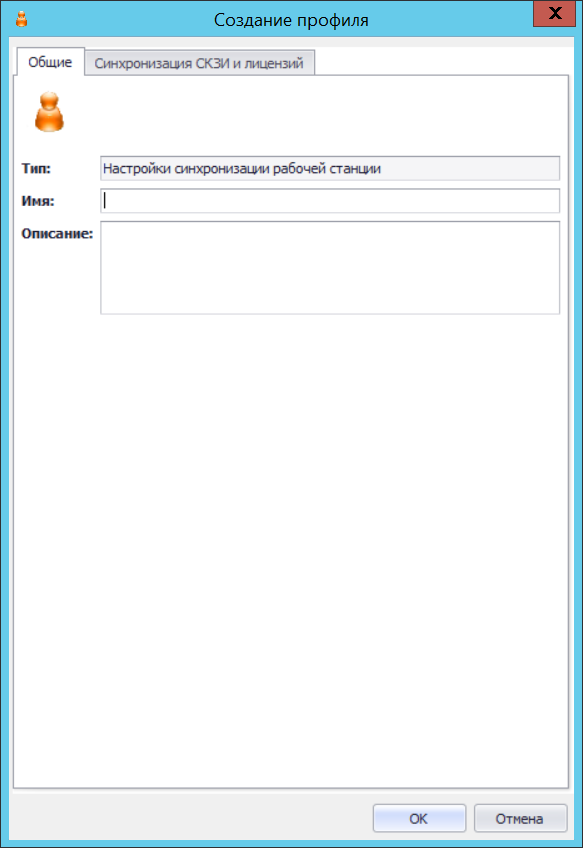 Создание профиля
Общие
Синхронизация СКЗИ и лицензий
Тип:
Настройки синхронизации рабочей станции
Имя:
Описание:
OK
Отмена